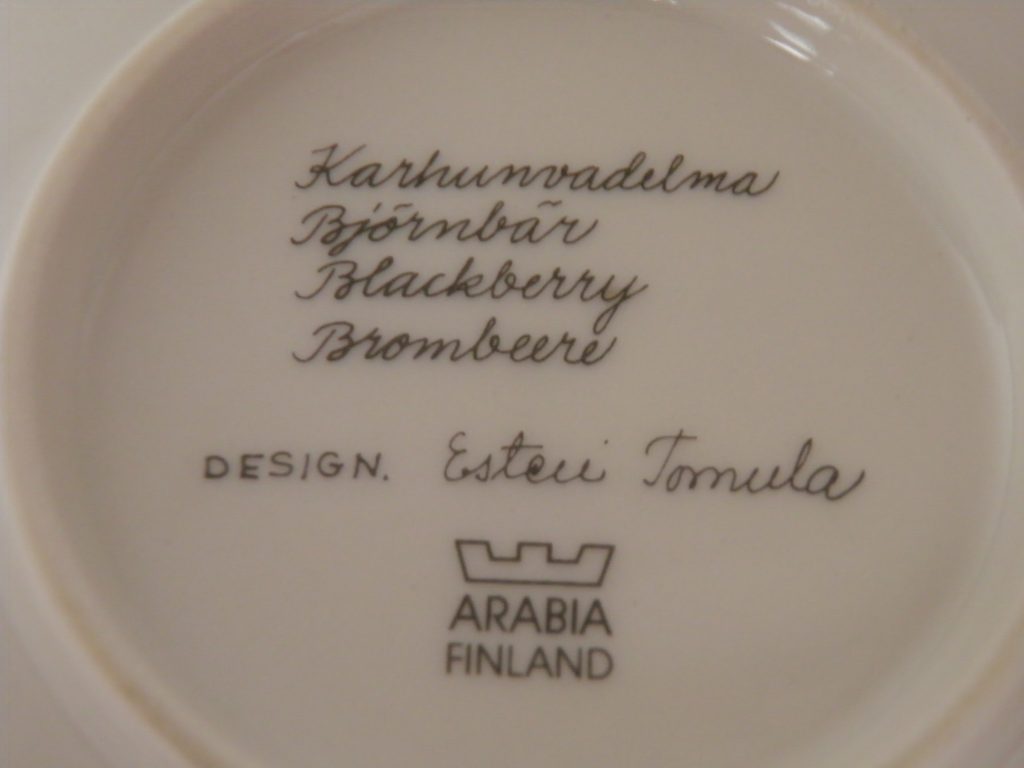 Karhunvadelma
Björnbär
Blackberry
Brombeere
DESIGN. Esteri Tomula
ARABIA
FINLAND